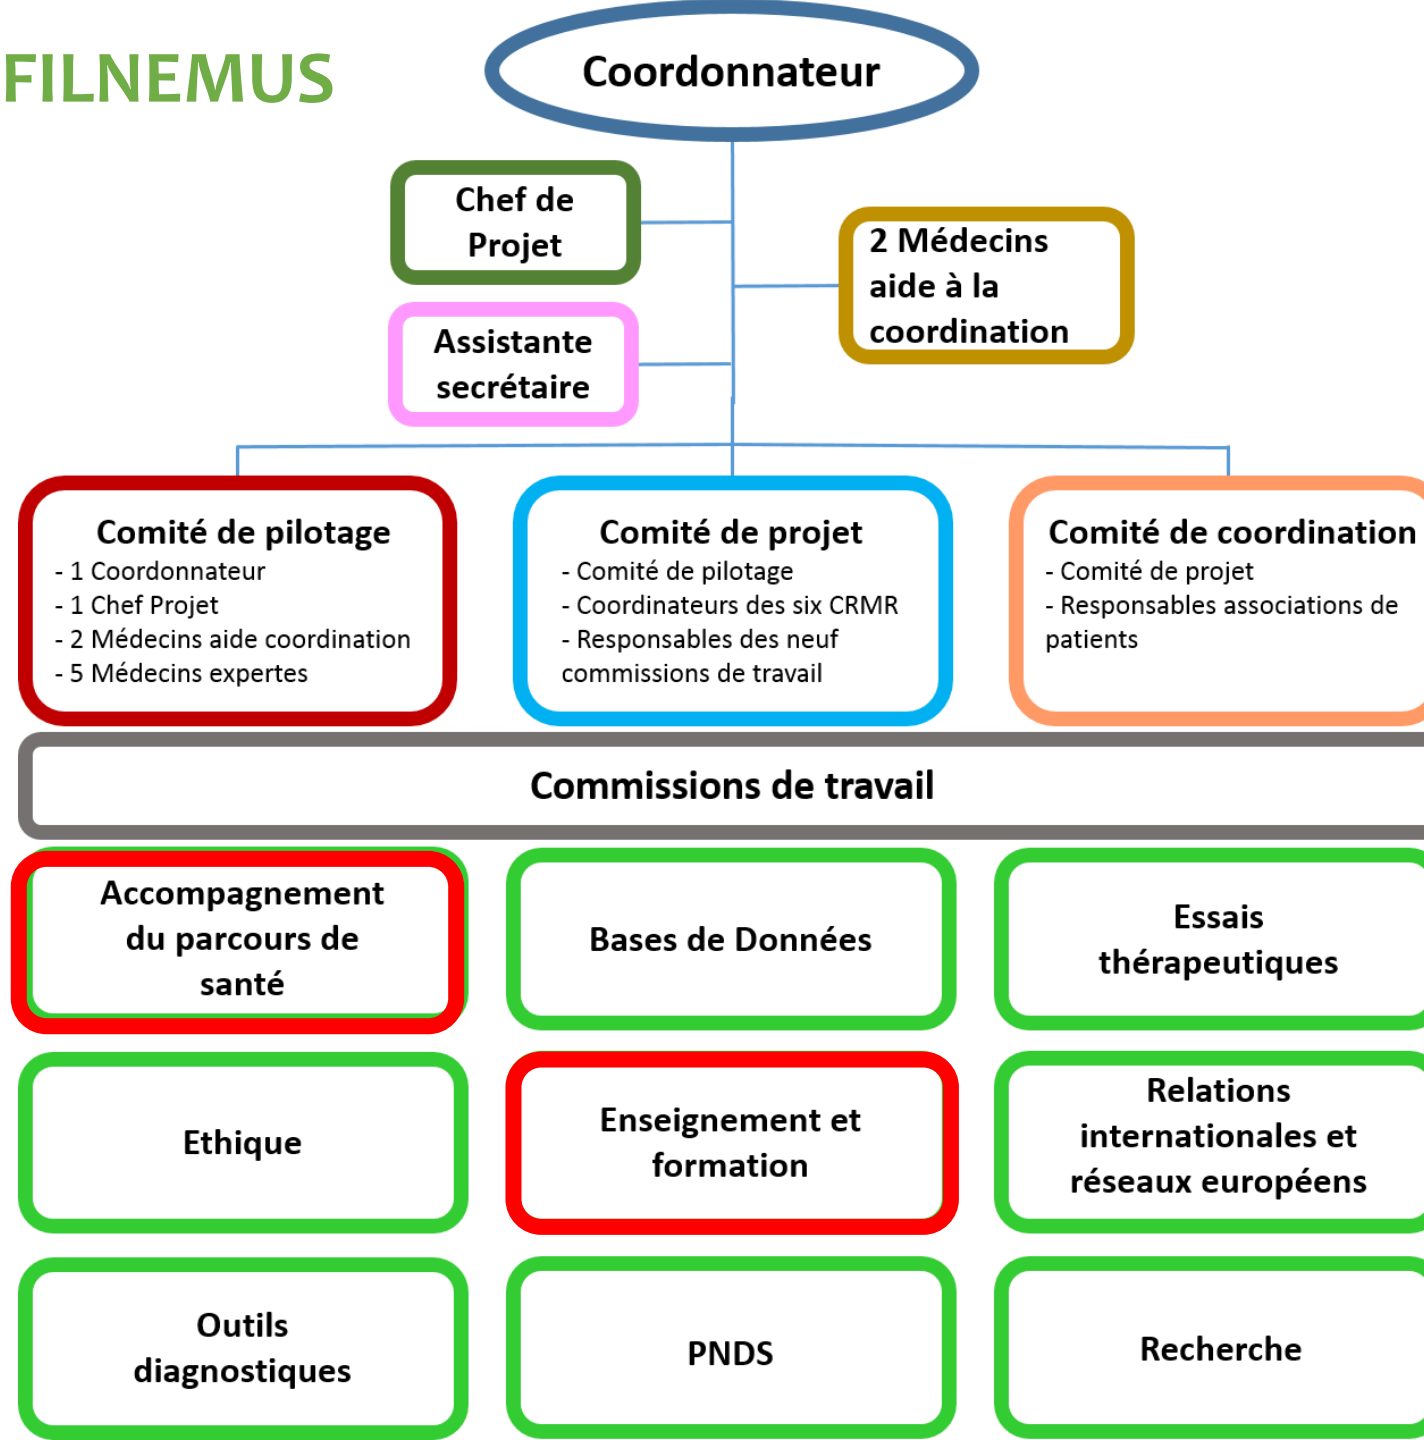 FILNEMUS
Coordonnateur
Chef de
Projet
2 Médecins
aide à la
coordination
Assistante
secrétaire
Comité de pilotage
- 1 Coordonnateur
- 1 Chef Projet
- 2 Médecins aide coordination
- 5 Médecins expertes
Comité de projet
- Comité de pilotage
- Coordinateurs des six CRMR
- Responsables des neuf
commissions de travail
Comité de coordination
- Comité de projet
- Responsables associations de
patients
Commissions de travail
Accompagnement
du parcours de
santé
Bases de Données
Essais
thérapeutiques
Ethique
Enseignement et
formation
Relations
internationales et
réseaux européens
Outils
diagnostiques
PNDS
Recherche